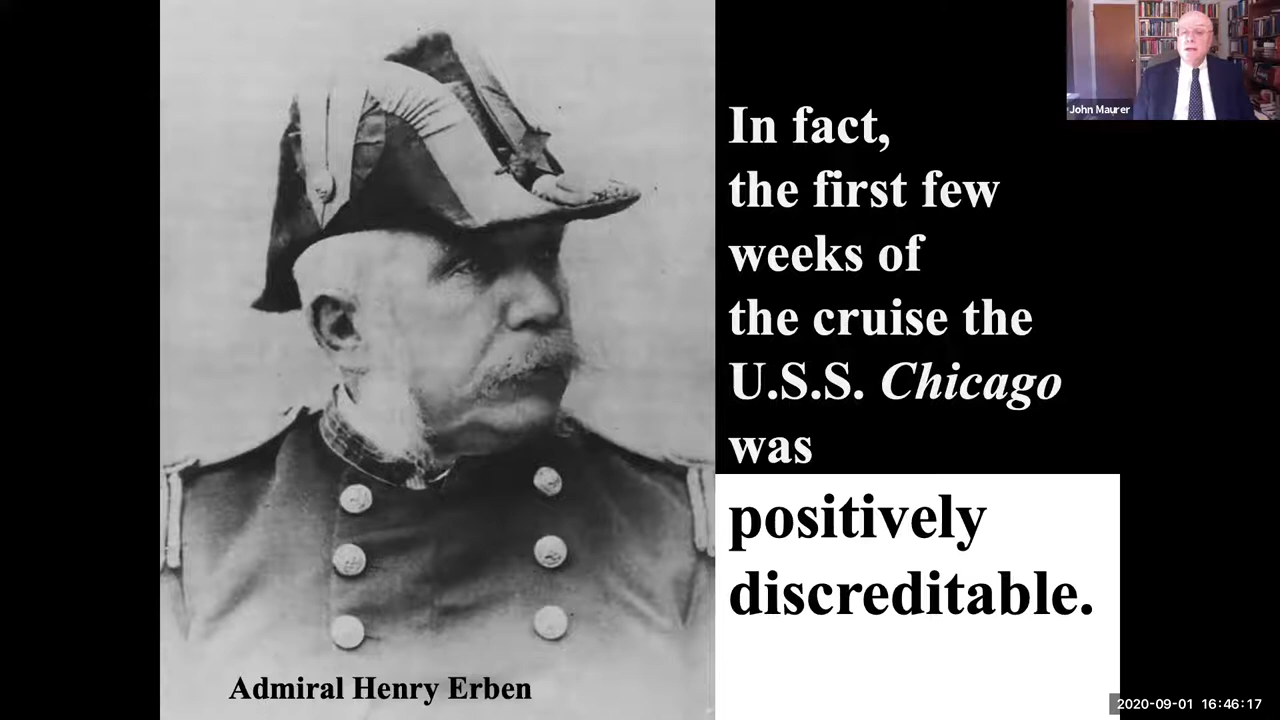 In fact,
the first few
weeks of
the cruise the
U.S.S. Chicago
was
positively
discreditable.
Admiral Henry Erben
John Maurer
2020-09-01 16:46:17